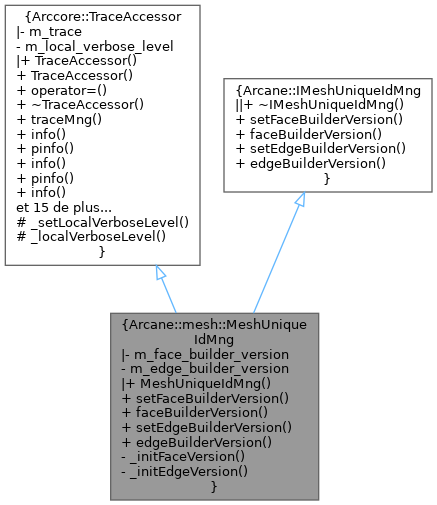 {Arccore::TraceAccessor
|- m_trace
- m_local_verbose_level
|+ TraceAccessor()
+ TraceAccessor()
+ operator=()
+ ~TraceAccessor()
+ traceMng()
+ info()
+ pinfo()
+ info()
+ pinfo()
+ info()
et 15 de plus...
# _setLocalVerboseLevel()
# _localVerboseLevel()
}
{Arcane::IMeshUniqueIdMng
||+ ~IMeshUniqueIdMng()
+ setFaceBuilderVersion()
+ faceBuilderVersion()
+ setEdgeBuilderVersion()
+ edgeBuilderVersion()
}
{Arcane::mesh::MeshUnique
IdMng
|- m_face_builder_version
- m_edge_builder_version
|+ MeshUniqueIdMng()
+ setFaceBuilderVersion()
+ faceBuilderVersion()
+ setEdgeBuilderVersion()
+ edgeBuilderVersion()
- _initFaceVersion()
- _initEdgeVersion()
}